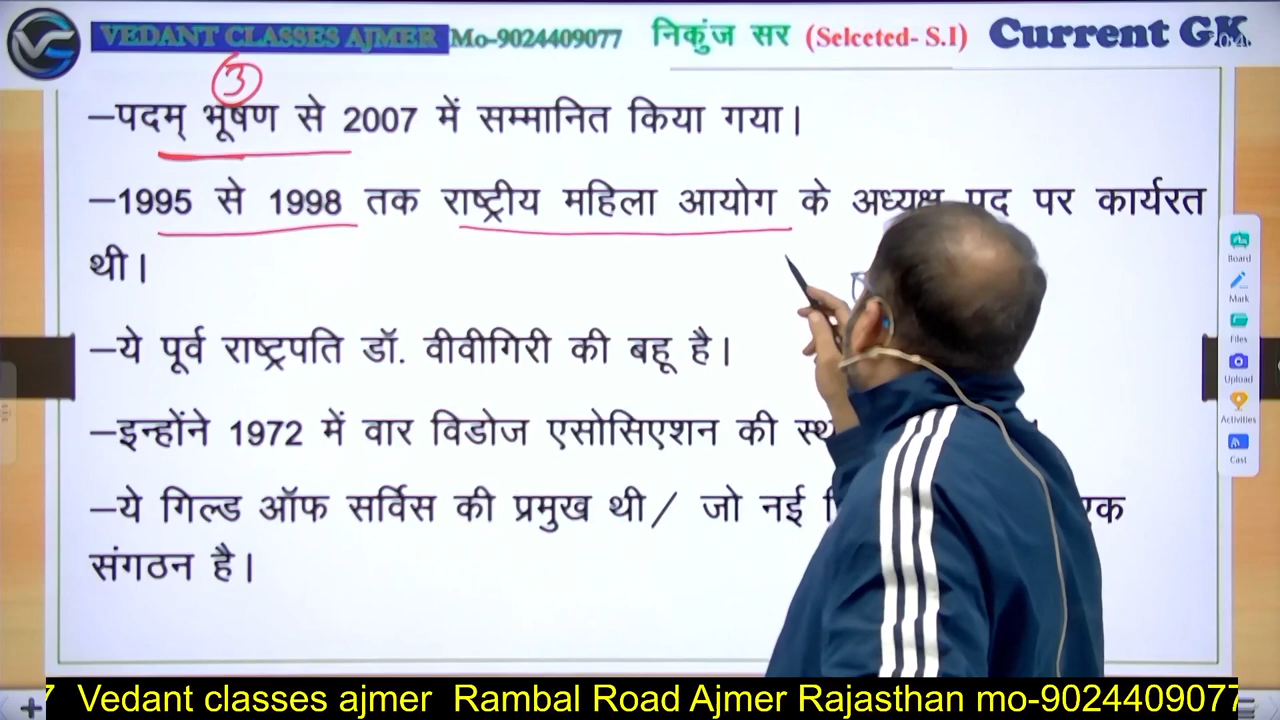 VEDANT CLASSES AJMER Mo-9024409077 निकुंज सर (Selceted- S.I) Current GK
3
–पदम् भूषण से 2007 में सम्मानित किया गया।
–1995 से 1998 तक राष्ट्रीय महिला आयोग के अध्यक्ष पद पर कार्यरत
थी।
–ये पूर्व राष्ट्रपति डॉ. वीवीगिरी की बहू है।
–इन्होंने 1972 में वार विडोज एसोसिएशन की
–ये गिल्ड ऑफ सर्विस की प्रमुख थी/ जो नई
संगठन है।
Board
Mark
Files
Upload
Activities
Cast
7 Vedant classes ajmer Rambal Road Ajmer Rajasthan mo-9024409077